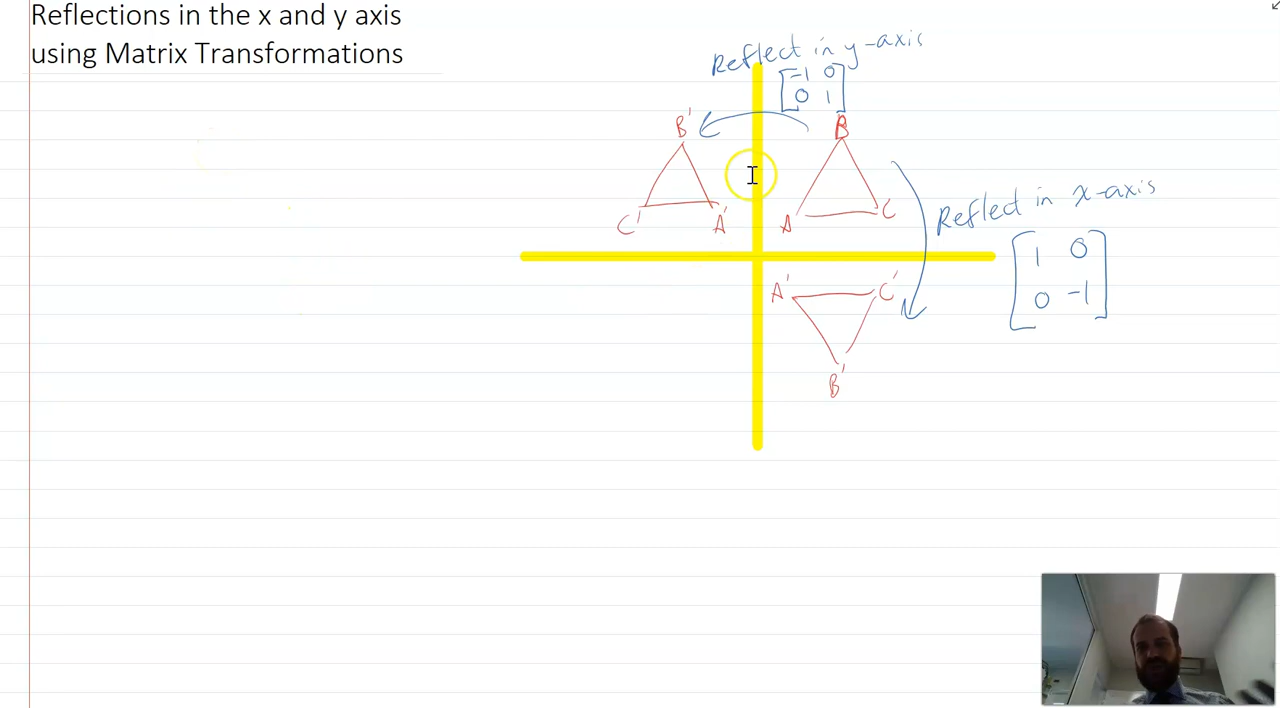 Reflections in the x and y axis
using Matrix Transformations
Reflect in y-axis
-1 0
0 1
B'
B
C'
A'
A
C
Reflect in x-axis
1 0
0 -1
A'
C'
B'